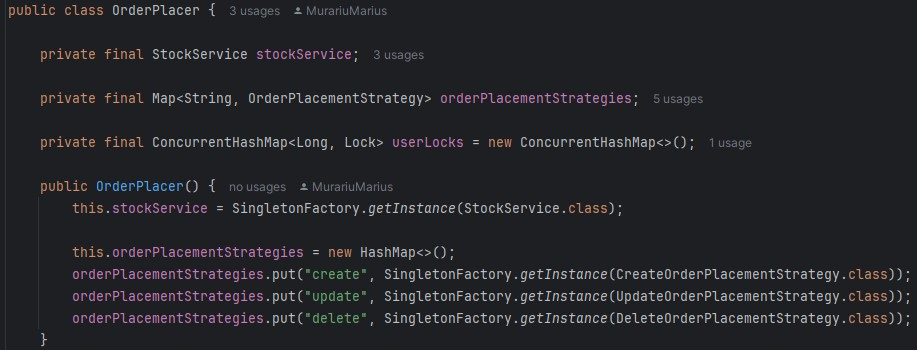 public class OrderPlacer { 3 usages MurariuMarius
private final StockService stockService; 3 usages
private final Map<String, OrderPlacementStrategy> orderPlacementStrategies; 5 usages
private final ConcurrentHashMap<Long, Lock> userLocks = new ConcurrentHashMap<>(); 1 usage
public OrderPlacer() { no usages MurariuMarius
this.stockService = SingletonFactory.getInstance(StockService.class);
this.orderPlacementStrategies = new HashMap<>();
orderPlacementStrategies.put("create", SingletonFactory.getInstance(CreateOrderPlacementStrategy.class));
orderPlacementStrategies.put("update", SingletonFactory.getInstance(UpdateOrderPlacementStrategy.class));
orderPlacementStrategies.put("delete", SingletonFactory.getInstance(DeleteOrderPlacementStrategy.class));
}